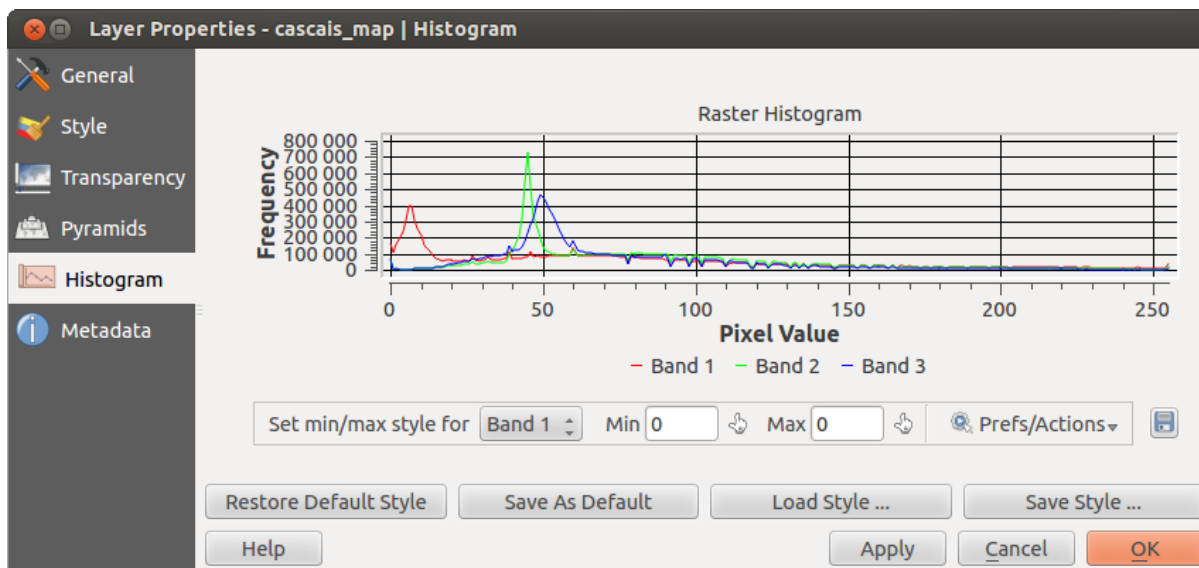 Layer Properties - cascais_map | Histogram
General
Style
Transparency
Pyramids
Histogram
Metadata
Raster Histogram
Frequency
800 000
700 000
600 000
500 000
400 000
300 000
200 000
100 000
0
0 50 100 150 200 250
Pixel Value
Band 1 Band 2 Band 3
Set min/max style for Band 1 Min 0 Max 0 Prefs/Actions
Restore Default Style Save As Default Load Style ... Save Style ...
Help Apply Cancel OK